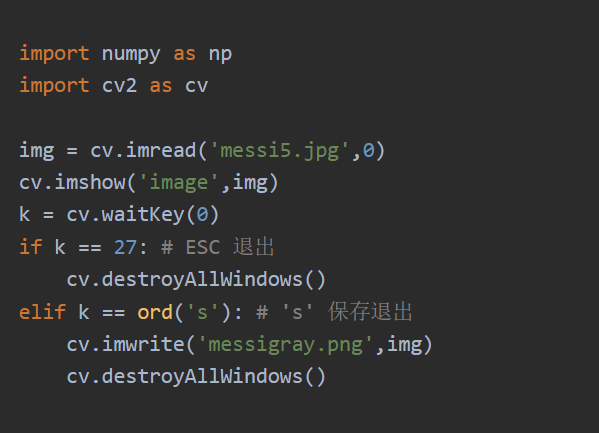 import numpy as np
import cv2 as cv
img = cv.imread('messi5.jpg',0)
cv.imshow('image',img)
k = cv.waitKey(0)
if k == 27: # ESC 退出
    cv.destroyAllWindows()
elif k == ord('s'): # 's' 保存退出
    cv.imwrite('messigray.png',img)
    cv.destroyAllWindows()